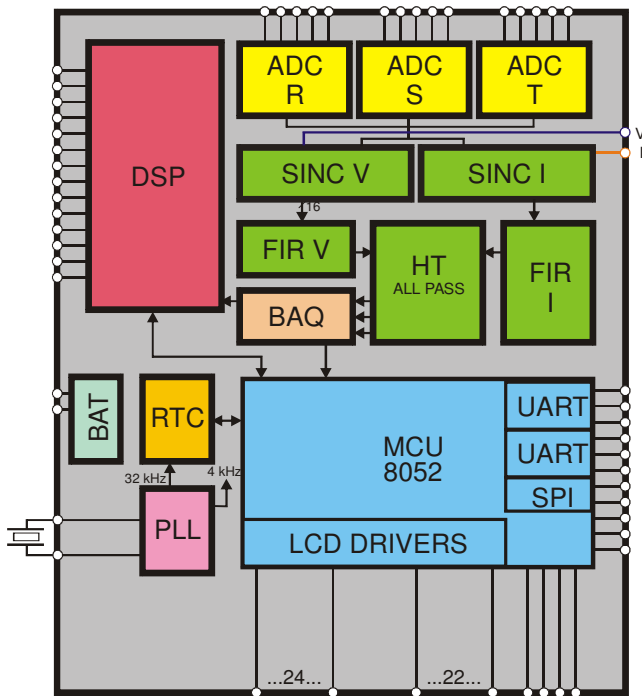 ADC
R
ADC
S
ADC
T
V
DSP
SINC V
SINC I
16
FIR V
HT
ALL PASS
FIR
I
BAQ
BAT
RTC
MCU
8052
UART
UART
SPI
32 kHz
4 kHz
PLL
LCD DRIVERS
...24...
...22...